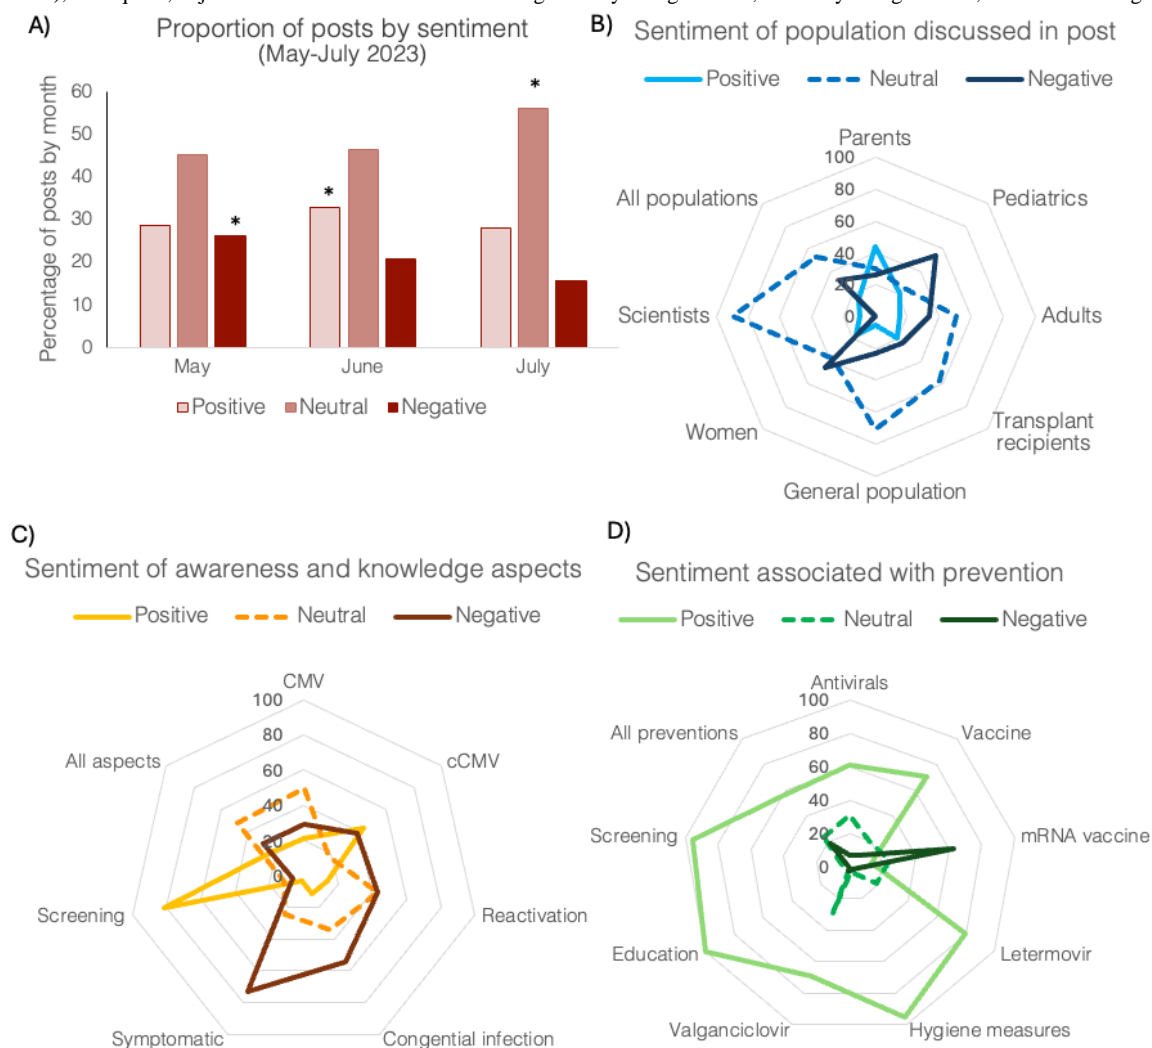 A)
Proportion of posts by sentiment
(May-July 2023)
Percentage of posts by month
60
50
40
30
20
10
0
*
*
*
May June July
Positive Neutral Negative
B)
Sentiment of population discussed in post
Positive Neutral Negative
Parents
Pediatrics
Adults
Transplant
recipients
General population
Women
Scientists
All populations
100
80
60
40
20
0
C)
Sentiment of awareness and knowledge aspects
Positive Neutral Negative
CMV
cCMV
Reactivation
Congential infection
Symptomatic
Screening
All aspects
100
80
60
40
20
0
D)
Sentiment associated with prevention
Positive Neutral Negative
Antivirals
Vaccine
mRNA vaccine
Letermovir
Hygiene measures
Valganciclovir
Education
Screening
All preventions
100
80
60
40
20
0